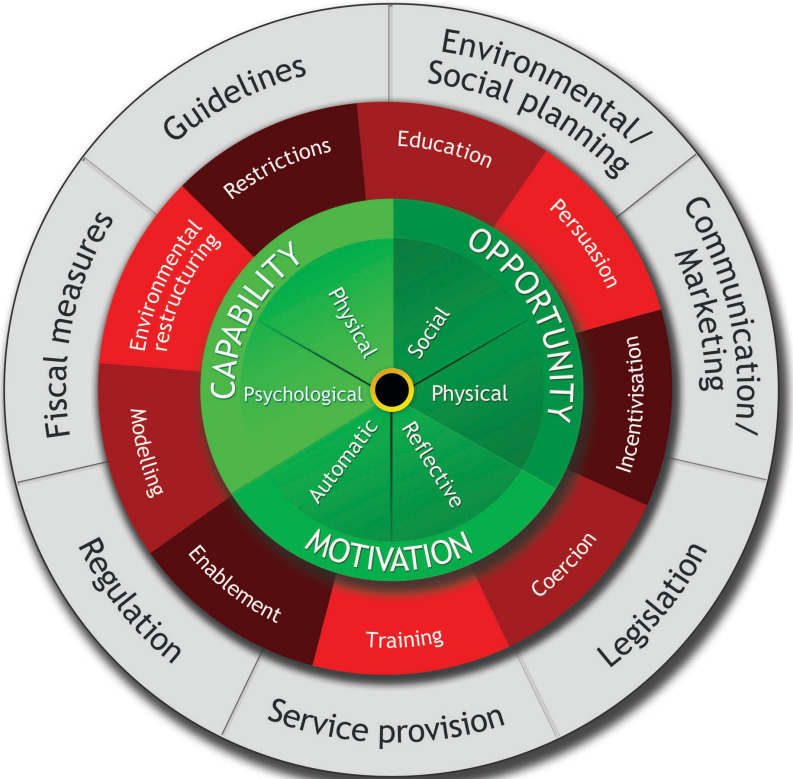 Guidelines
Environmental/
Social planning
Communication/
Marketing
Legislation
Service provision
Regulation
Fiscal measures
Restrictions
Education
Persuasion
Incentivisation
Coercion
Training
Enablement
Modelling
Environmental
restructuring
CAPABILITY
OPPORTUNITY
MOTIVATION
Physical
Social
Psychological
Physical
Automatic
Reflective